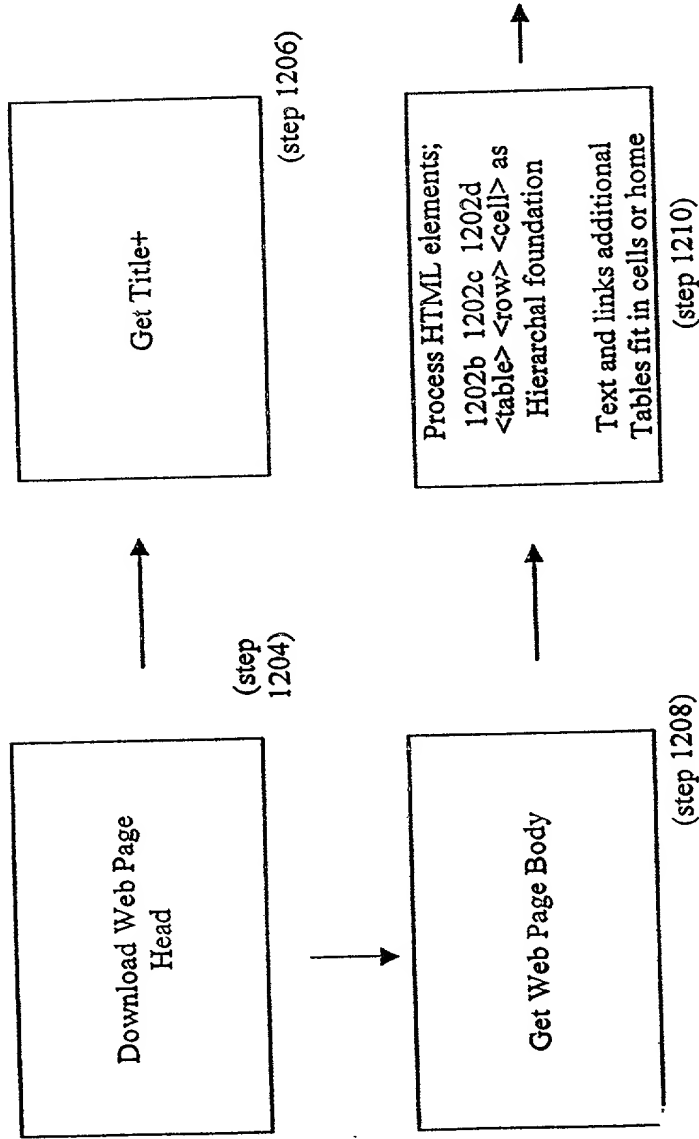 Download Web Page
Head
(step
1204)
Get Title+
(step 1206)
Get Web Page Body
(step 1208)
Process HTML elements;
1202b 1202c 1202d
<table> <row> <cell> as
Hierarchal foundation
Text and links additional
Tables fit in cells or home
(step 1210)